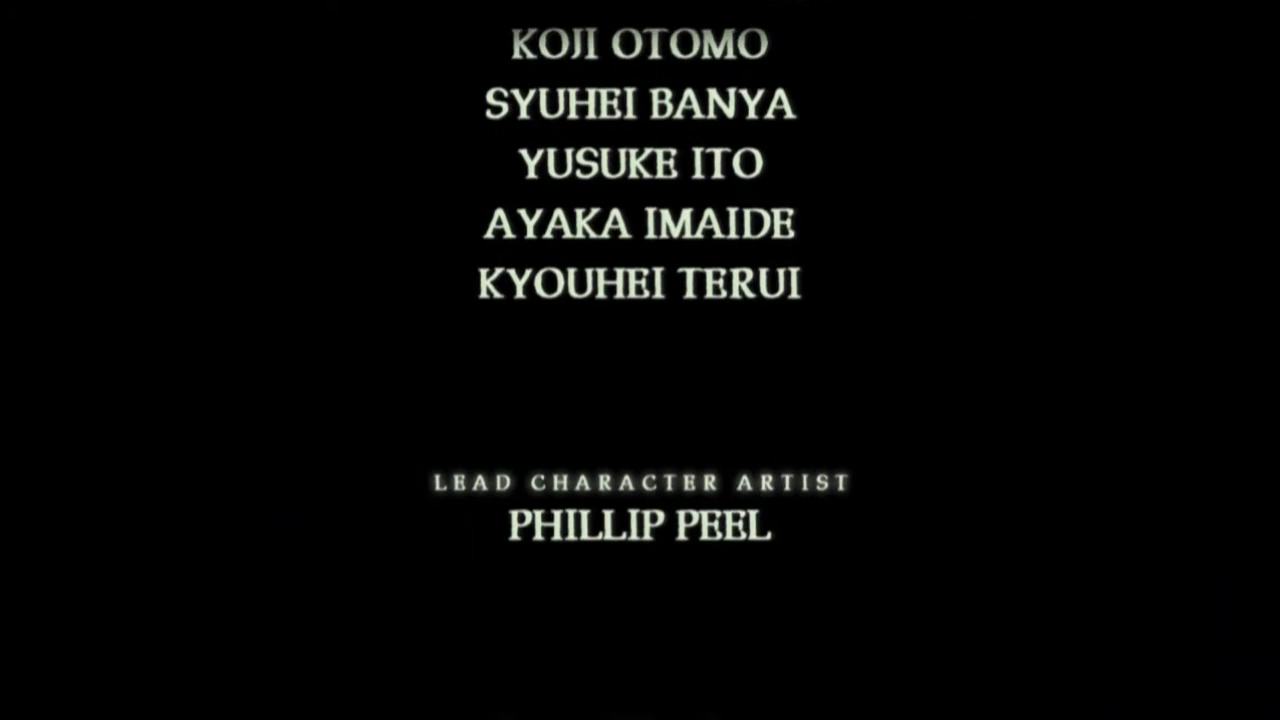 KOJI OTOMO
SYUHEI BANYA
YUSUKE ITO
AYAKA IMAIDE
KYOUHEI TERUI
LEAD CHARACTER ARTIST
PHILLIP PEEL